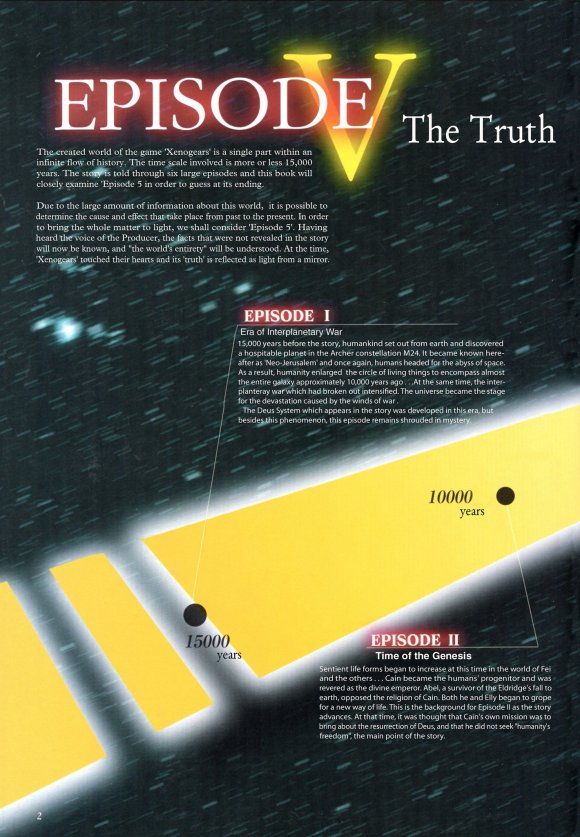 EPISODE V The Truth
The created world of the game 'Xenogears' is a single part within an
infinite flow of history. The time scale involved is more or less 15,000
years. The story is told through six large episodes and this book will
closely examine 'Episode 5 in order to guess at its ending.
Due to the large amount of information about this world, it is possible to
determine the cause and effect that take place from past to the present. In order
to bring the whole matter to light, we shall consider 'Episode 5'. Having
heard the voice of the Producer, the facts that were not revealed in the story
will now be known, and "the world's entirety" will be understood. At the time,
'Xenogears' touched their hearts and its 'truth' is reflected as light from a mirror.
EPISODE I
Era of Interplanetary War
15,000 years before the story, humankind set out from earth and discovered
a hospitable planet in the Archer constellation M24. It became known here-
after as 'Neo-Jerusalem' and once again, humans headed for the abyss of space.
As a result, humanity enlarged the circle of living things to encompass almost
the entire galaxy approximately 10,000 years ago . . .At the same time, the inter-
planteray war which had broken out intensified. The universe became the stage
for the devastation caused by the winds of war .
The Deus System which appears in the story was developed in this era, but
besides this phenomenon, this episode remains shrouded in mystery.
10000
years
15000
years
EPISODE II
Time of the Genesis
Sentient life forms began to increase at this time in the world of Fei
and the others . . . Cain became the humans' progenitor and was
revered as the divine emperor. Abel, a survivor of the Eldridge's fall to
earth, opposed the religion of Cain. Both he and Elly began to grope
for a new way of life. This is the background for Episode II as the story
advances. At that time, it was thought that Cain's own mission was to
bring about the resurrection of Deus, and that he did not seek "humanity's
freedom", the main point of the story.
2